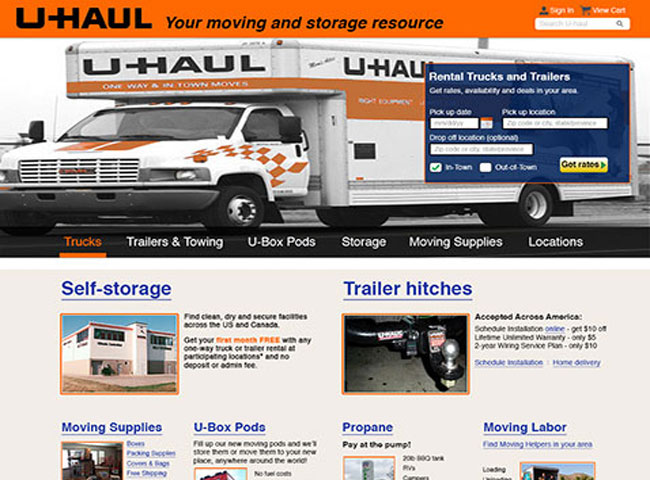 U-HAUL Your moving and storage resource
Sign In View Cart
Search U-Haul
U-HAUL
ONE WAY & IN TOWN MOVES
U-HAUL
RIGHT EQUIPMENT
Rental Trucks and Trailers
Get rates, availability and deals in your area.
Pick up date Pick up location
mm/dd/yy Zip code or city, state/province
Drop off location (optional)
Zip code or city, state/province
In-Town Out-of-Town Get rates
Trucks Trailers & Towing U-Box Pods Storage Moving Supplies Locations
Self-storage
Find clean, dry and secure facilities
across the US and Canada.
Get your first month FREE with any
one-way truck or trailer rental at
participating locations* and no
deposit or admin fee.
Trailer hitches
U-HAUL
Accepted Across America:
Schedule Installation online - get $10 off
Lifetime Unlimited Warranty - only $5
2-year Wiring Service Plan - only $10
Schedule Installation | Home delivery
Moving Supplies
Boxes
Packing Supplies
Covers & Bags
Free Shipping
U-Box Pods
Fill up our new moving pods and we'll
store them or move them to your new
place, anywhere around the world!
No fuel costs
Propane
Pay at the pump!
20lb BBQ tank
RVs
Campers
Moving Labor
Find Moving Helpers in your area
Loading
Unloading